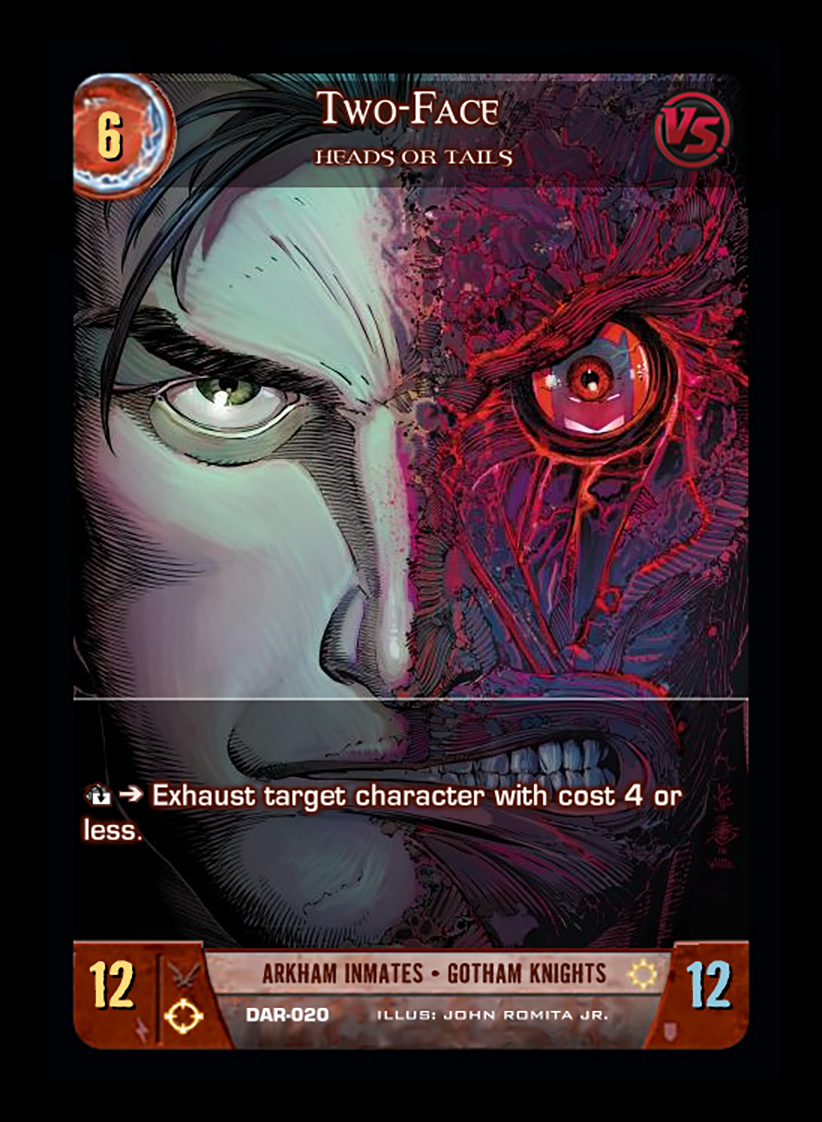 6
Two-Face
HEADS OR TAILS
VS.
➔ Exhaust target character with cost 4 or
less.
12
ARKHAM INMATES • GOTHAM KNIGHTS
12
DAR-020
ILLUS: JOHN ROMITA JR.